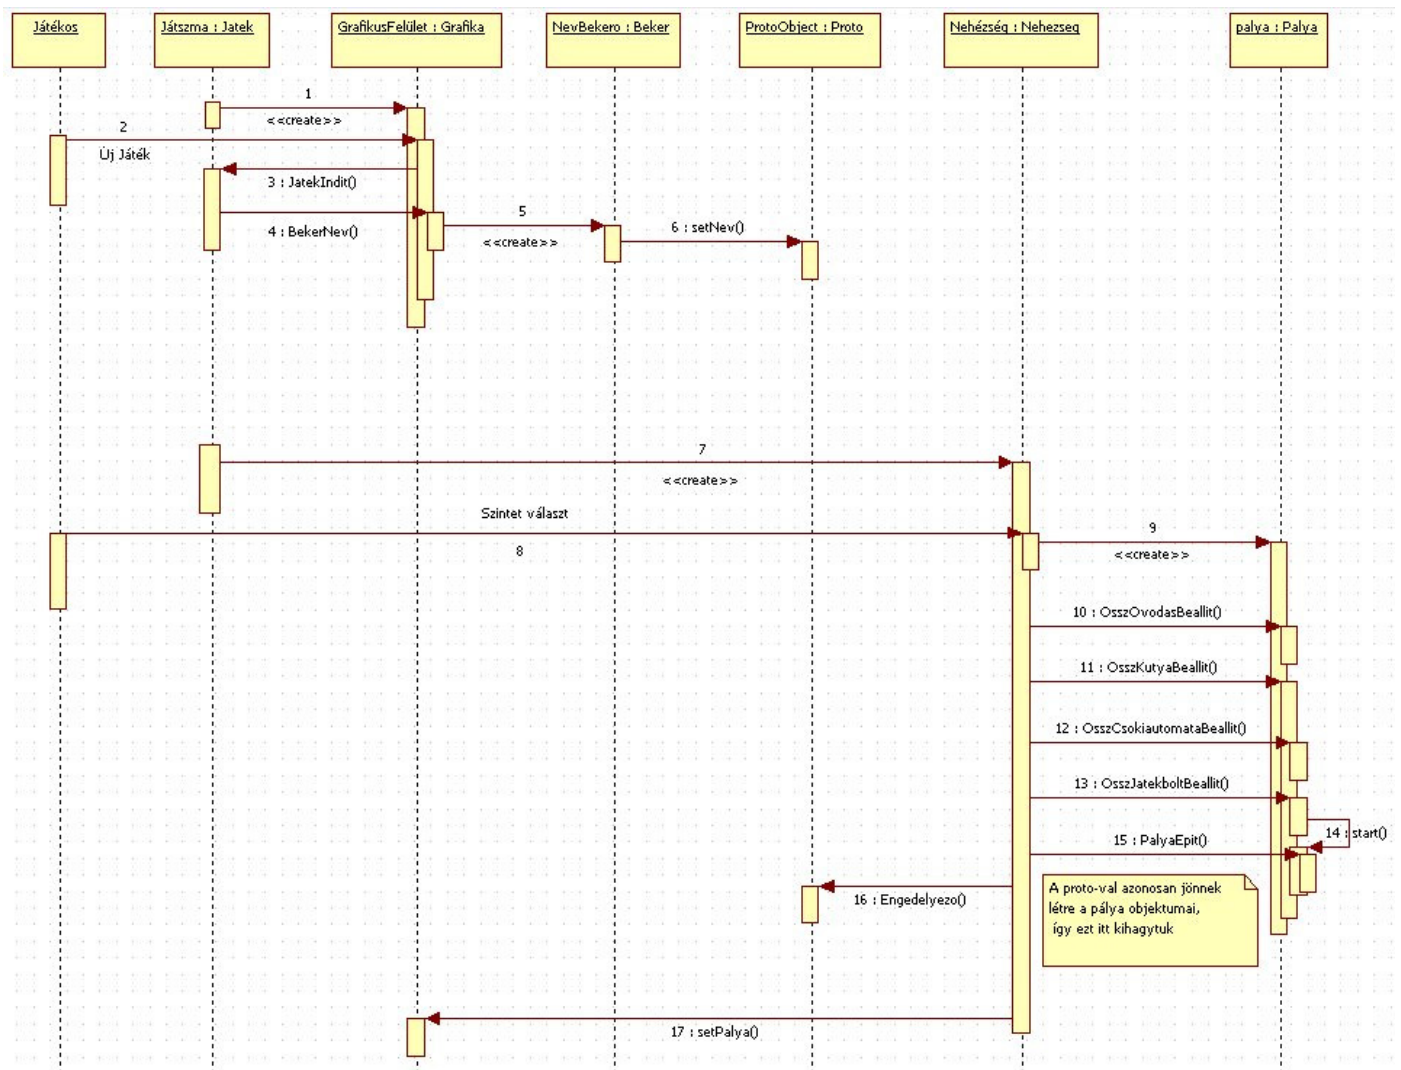 Játékos
Játszma : Jatek
GrafikusFelület : Grafika
NevBekero : Beker
ProtoObject : Proto
Nehézség : Nehezseg
palya : Palya
1
<<create>>
2
Új Játék
3 : JatekIndit()
4 : BekerNev()
5
<<create>>
6 : setNev()
7
<<create>>
Szintet választ
8
9
<<create>>
10 : OsszOvodasBeallit()
11 : OsszKutyaBeallit()
12 : OsszCsokiautomataBeallit()
13 : OsszJatekboltBeallit()
14 : start()
15 : PalyaEpit()
16 : Engedelyezo()
A proto-val azonosan jönnek
létre a pálya objektumai,
így ezt itt kihagytuk
17 : setPalya()